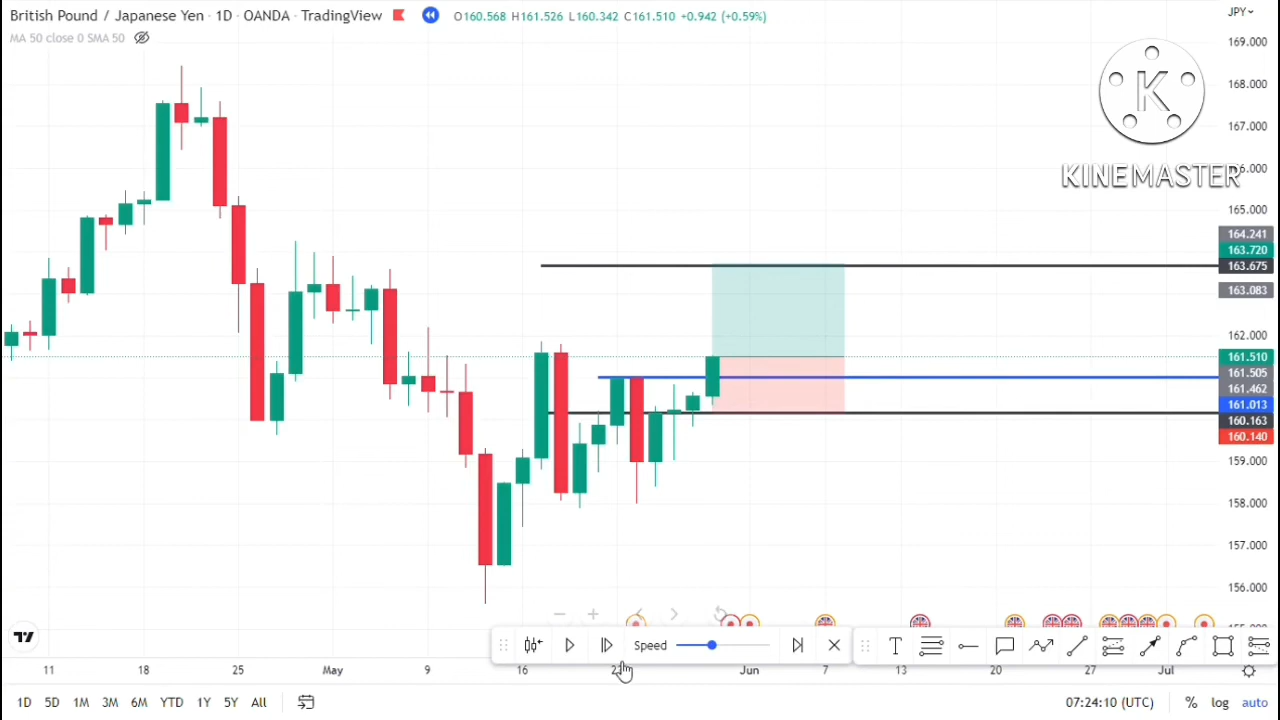 British Pound / Japanese Yen · 1D · OANDA · TradingView O160.568 H161.526 L160.342 C161.510 +0.942 (+0.59%)
MA 50 close 0 SMA 50
JPY
169.000
168.000
167.000
K
KINEMASTER
165.000
164.241
163.720
163.675
163.083
162.000
161.510
161.505
161.462
161.013
160.163
160.140
159.000
158.000
157.000
156.000
Speed
T
11 18 25 May 9 16 Jun 7 13 20 27 Jul
1D 5D 1M 3M 6M YTD 1Y 5Y All 07:24:10 (UTC) % log auto